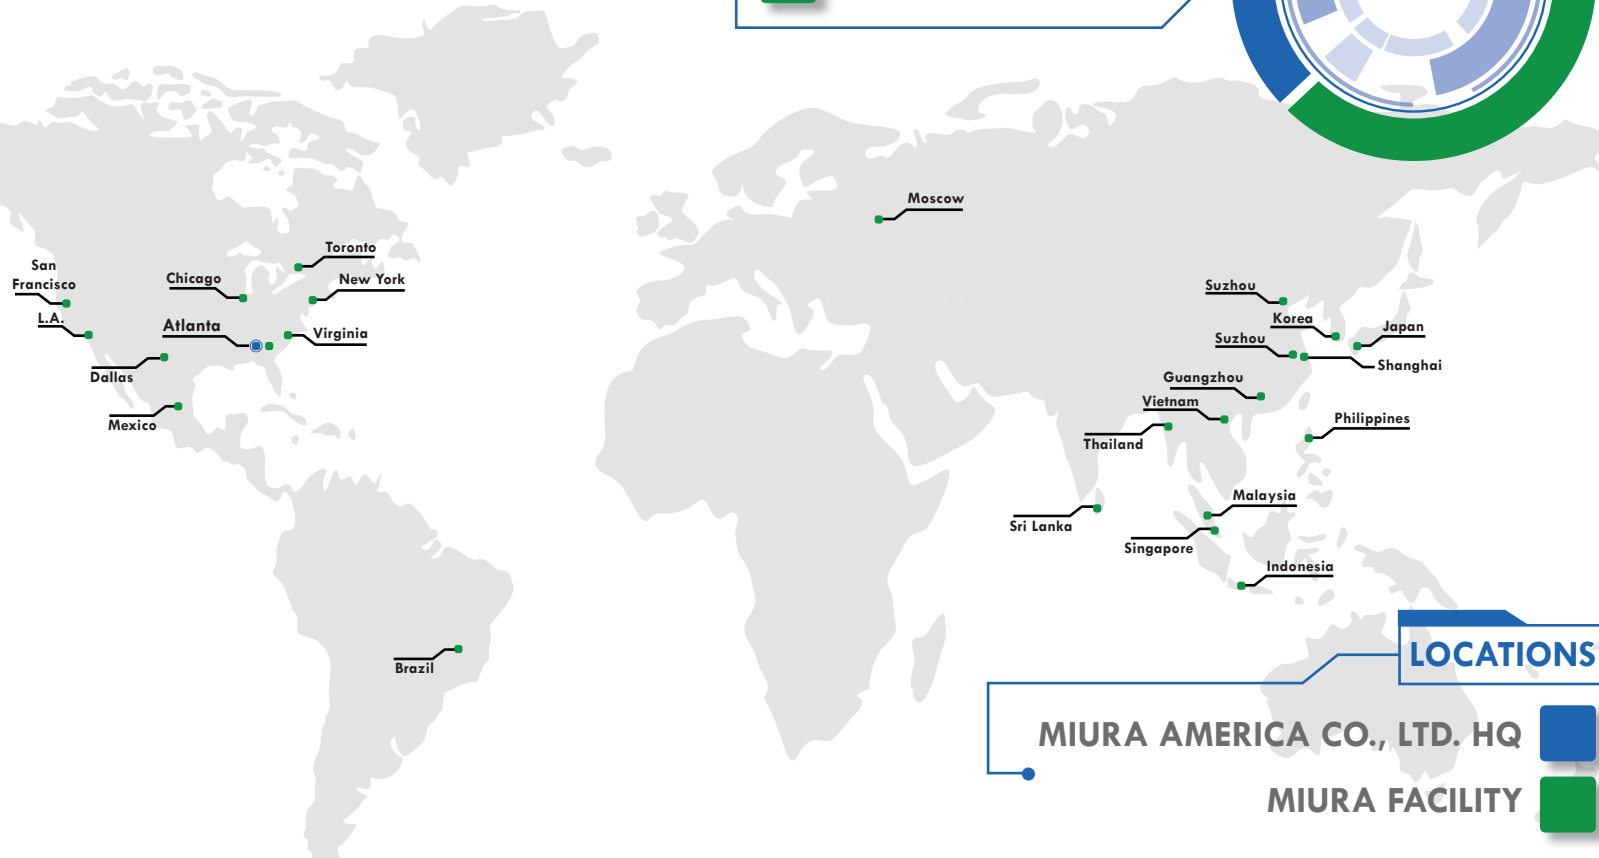 Moscow
Toronto
San
Francisco
Chicago
New York
L.A.
Atlanta
Virginia
Dallas
Mexico
Brazil
Suzhou
Korea
Japan
Suzhou
Shanghai
Guangzhou
Vietnam
Philippines
Thailand
Malaysia
Sri Lanka
Singapore
Indonesia
LOCATIONS
MIURA AMERICA CO., LTD. HQ
MIURA FACILITY